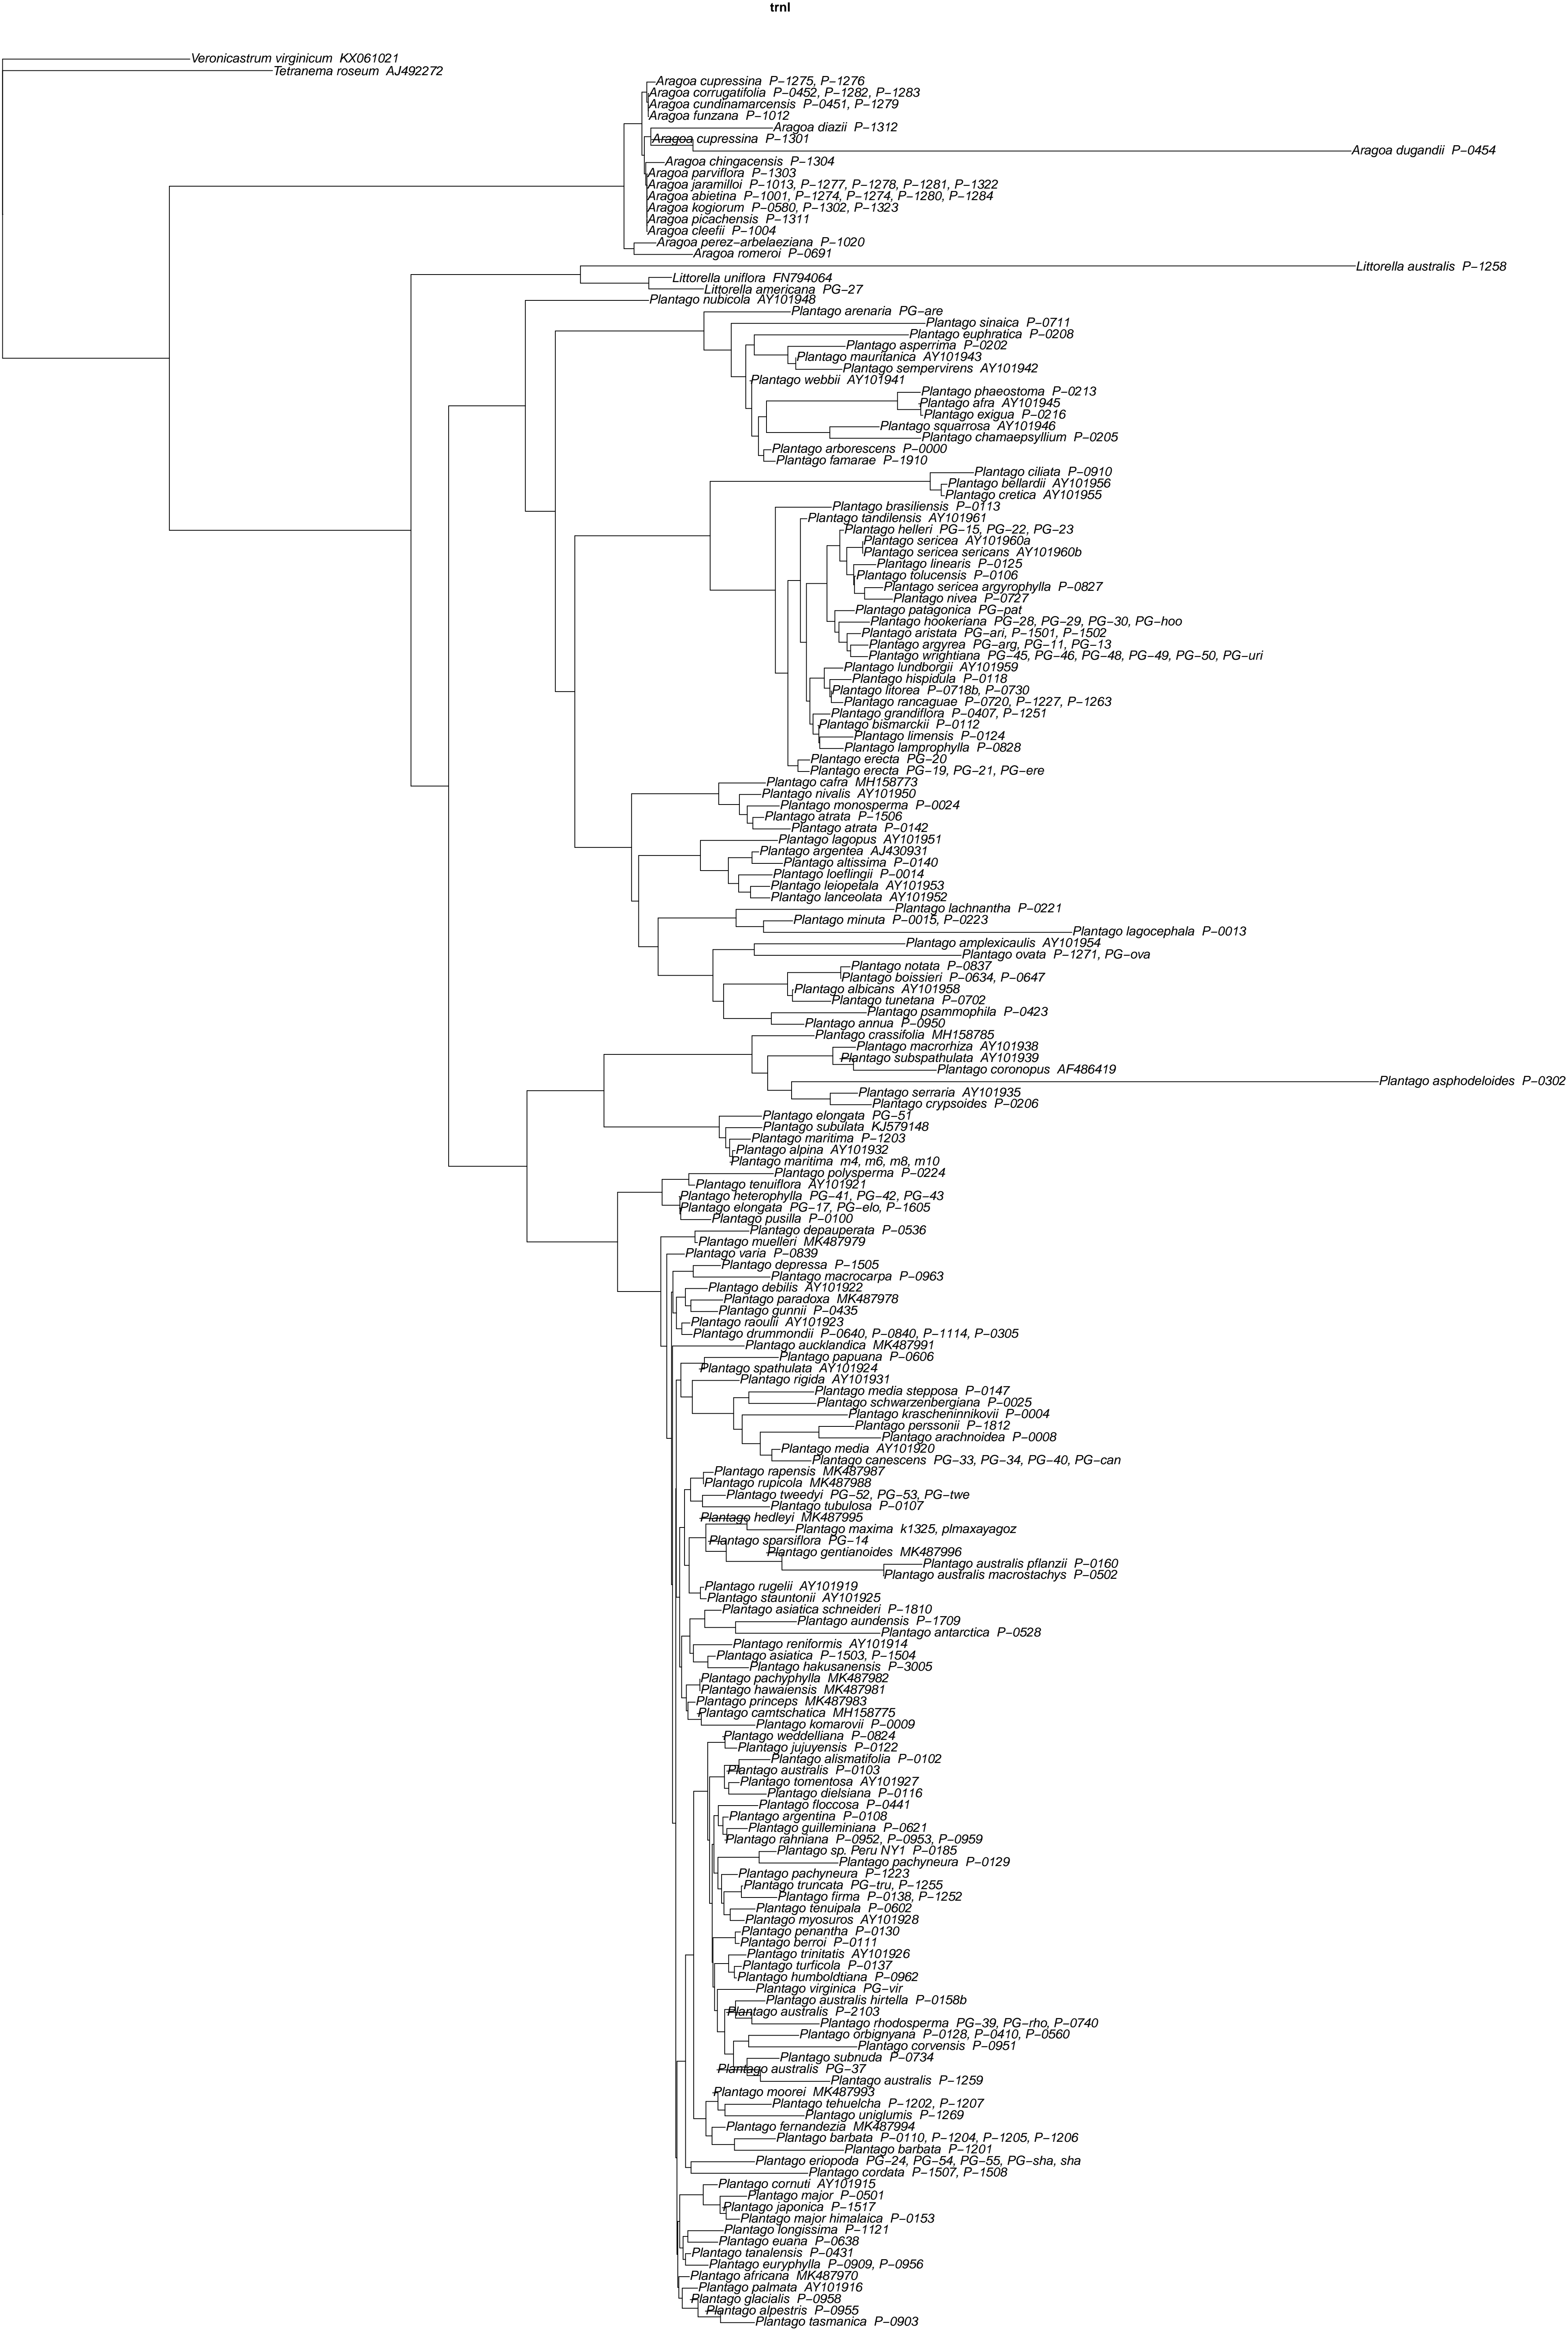 trnl
Veronicastrum virginicum KX061021
Tetranema roseum AJ492272
Aragoa cupressina P−1275, P−1276
Aragoa corrugatifolia P−0452, P−1282, P−1283
Aragoa cundinamarcensis P−0451, P−1279
Aragoa funzana P−1012
Aragoa diazii P−1312
Aragoa cupressina P−1301
Aragoa dugandii P−0454
Aragoa chingacensis P−1304
Aragoa parviflora P−1303
Aragoa jaramilloi P−1013, P−1277, P−1278, P−1281, P−1322
Aragoa abietina P−1001, P−1274, P−1274, P−1280, P−1284
Aragoa kogiorum P−0580, P−1302, P−1323
Aragoa picachensis P−1311
Aragoa cleefii P−1004
Aragoa perez−arbelaeziana P−1020
Aragoa romeroi P−0691
Littorella australis P−1258
Littorella uniflora FN794064
Littorella americana PG−27
Plantago nubicola AY101948
Plantago arenaria PG−are
Plantago sinaica P−0711
Plantago euphratica P−0208
Plantago asperrima P−0202
Plantago mauritanica AY101943
Plantago sempervirens AY101942
Plantago webbii AY101941
Plantago phaeostoma P−0213
Plantago afra AY101945
Plantago exigua P−0216
Plantago squarrosa AY101946
Plantago chamaepsyllium P−0205
Plantago arborescens P−0000
Plantago famarae P−1910
Plantago ciliata P−0910
Plantago bellardii AY101956
Plantago cretica AY101955
Plantago brasiliensis P−0113
Plantago tandilensis AY101961
Plantago helleri PG−15, PG−22, PG−23
Plantago sericea AY101960a
Plantago sericea sericans AY101960b
Plantago linearis P−0125
Plantago tolucensis P−0106
Plantago sericea argyrophylla P−0827
Plantago nivea P−0727
Plantago patagonica PG−pat
Plantago hookeriana PG−28, PG−29, PG−30, PG−hoo
Plantago aristata PG−ari, P−1501, P−1502
Plantago argyrea PG−arg, PG−11, PG−13
Plantago wrightiana PG−45, PG−46, PG−48, PG−49, PG−50, PG−uri
Plantago lundborgii AY101959
Plantago hispidula P−0118
Plantago litorea P−0718b, P−0730
Plantago rancaguae P−0720, P−1227, P−1263
Plantago grandiflora P−0407, P−1251
Plantago bismarckii P−0112
Plantago limensis P−0124
Plantago lamprophylla P−0828
Plantago erecta PG−20
Plantago erecta PG−19, PG−21, PG−ere
Plantago cafra MH158773
Plantago nivalis AY101950
Plantago monosperma P−0024
Plantago atrata P−1506
Plantago atrata P−0142
Plantago lagopus AY101951
Plantago argentea AJ430931
Plantago altissima P−0140
Plantago loeflingii P−0014
Plantago leiopetala AY101953
Plantago lanceolata AY101952
Plantago lachnantha P−0221
Plantago minuta P−0015, P−0223
Plantago lagocephala P−0013
Plantago amplexicaulis AY101954
Plantago ovata P−1271, PG−ova
Plantago notata P−0837
Plantago boissieri P−0634, P−0647
Plantago albicans AY101958
Plantago tunetana P−0702
Plantago psammophila P−0423
Plantago annua P−0950
Plantago crassifolia MH158785
Plantago macrorhiza AY101938
Plantago subspathulata AY101939
Plantago coronopus AF486419
Plantago asphodeloides P−0302
Plantago serraria AY101935
Plantago crypsoides P−0206
Plantago elongata PG−51
Plantago subulata KJ579148
Plantago maritima P−1203
Plantago alpina AY101932
Plantago maritima m4, m6, m8, m10
Plantago polysperma P−0224
Plantago tenuiflora AY101921
Plantago heterophylla PG−41, PG−42, PG−43
Plantago elongata PG−17, PG−elo, P−1605
Plantago pusilla P−0100
Plantago depauperata P−0536
Plantago muelleri MK487979
Plantago varia P−0839
Plantago depressa P−1505
Plantago macrocarpa P−0963
Plantago debilis AY101922
Plantago paradoxa MK487978
Plantago gunnii P−0435
Plantago raoulii AY101923
Plantago drummondii P−0640, P−0840, P−1114, P−0305
Plantago aucklandica MK487991
Plantago papuana P−0606
Plantago spathulata AY101924
Plantago rigida AY101931
Plantago media stepposa P−0147
Plantago schwarzenbergiana P−0025
Plantago krascheninnikovii P−0004
Plantago perssonii P−1812
Plantago arachnoidea P−0008
Plantago media AY101920
Plantago canescens PG−33, PG−34, PG−40, PG−can
Plantago rapensis MK487987
Plantago rupicola MK487988
Plantago tweedyi PG−52, PG−53, PG−twe
Plantago tubulosa P−0107
Plantago hedleyi MK487995
Plantago maxima k1325, plmaxayagoz
Plantago sparsiflora PG−14
Plantago gentianoides MK487996
Plantago australis pflanzii P−0160
Plantago australis macrostachys P−0502
Plantago rugelii AY101919
Plantago stauntonii AY101925
Plantago asiatica schneideri P−1810
Plantago aundensis P−1709
Plantago antarctica P−0528
Plantago reniformis AY101914
Plantago asiatica P−1503, P−1504
Plantago hakusanensis P−3005
Plantago pachyphylla MK487982
Plantago hawaiensis MK487981
Plantago princeps MK487983
Plantago camtschatica MH158775
Plantago komarovii P−0009
Plantago weddelliana P−0824
Plantago jujuyensis P−0122
Plantago alismatifolia P−0102
Plantago australis P−0103
Plantago tomentosa AY101927
Plantago dielsiana P−0116
Plantago floccosa P−0441
Plantago argentina P−0108
Plantago guilleminiana P−0621
Plantago rahniana P−0952, P−0953, P−0959
Plantago sp. Peru NY1 P−0185
Plantago pachyneura P−0129
Plantago pachyneura P−1223
Plantago truncata PG−tru, P−1255
Plantago firma P−0138, P−1252
Plantago tenuipala P−0602
Plantago myosuros AY101928
Plantago penantha P−0130
Plantago berroi P−0111
Plantago trinitatis AY101926
Plantago turficola P−0137
Plantago humboldtiana P−0962
Plantago virginica PG−vir
Plantago australis hirtella P−0158b
Plantago australis P−2103
Plantago rhodosperma PG−39, PG−rho, P−0740
Plantago orbignyana P−0128, P−0410, P−0560
Plantago corvensis P−0951
Plantago subnuda P−0734
Plantago australis PG−37
Plantago australis P−1259
Plantago moorei MK487993
Plantago tehuelcha P−1202, P−1207
Plantago uniglumis P−1269
Plantago fernandezia MK487994
Plantago barbata P−0110, P−1204, P−1205, P−1206
Plantago barbata P−1201
Plantago eriopoda PG−24, PG−54, PG−55, PG−sha, sha
Plantago cordata P−1507, P−1508
Plantago cornuti AY101915
Plantago major P−0501
Plantago japonica P−1517
Plantago major himalaica P−0153
Plantago longissima P−1121
Plantago euana P−0638
Plantago tanalensis P−0431
Plantago euryphylla P−0909, P−0956
Plantago africana MK487970
Plantago palmata AY101916
Plantago glacialis P−0958
Plantago alpestris P−0955
Plantago tasmanica P−0903